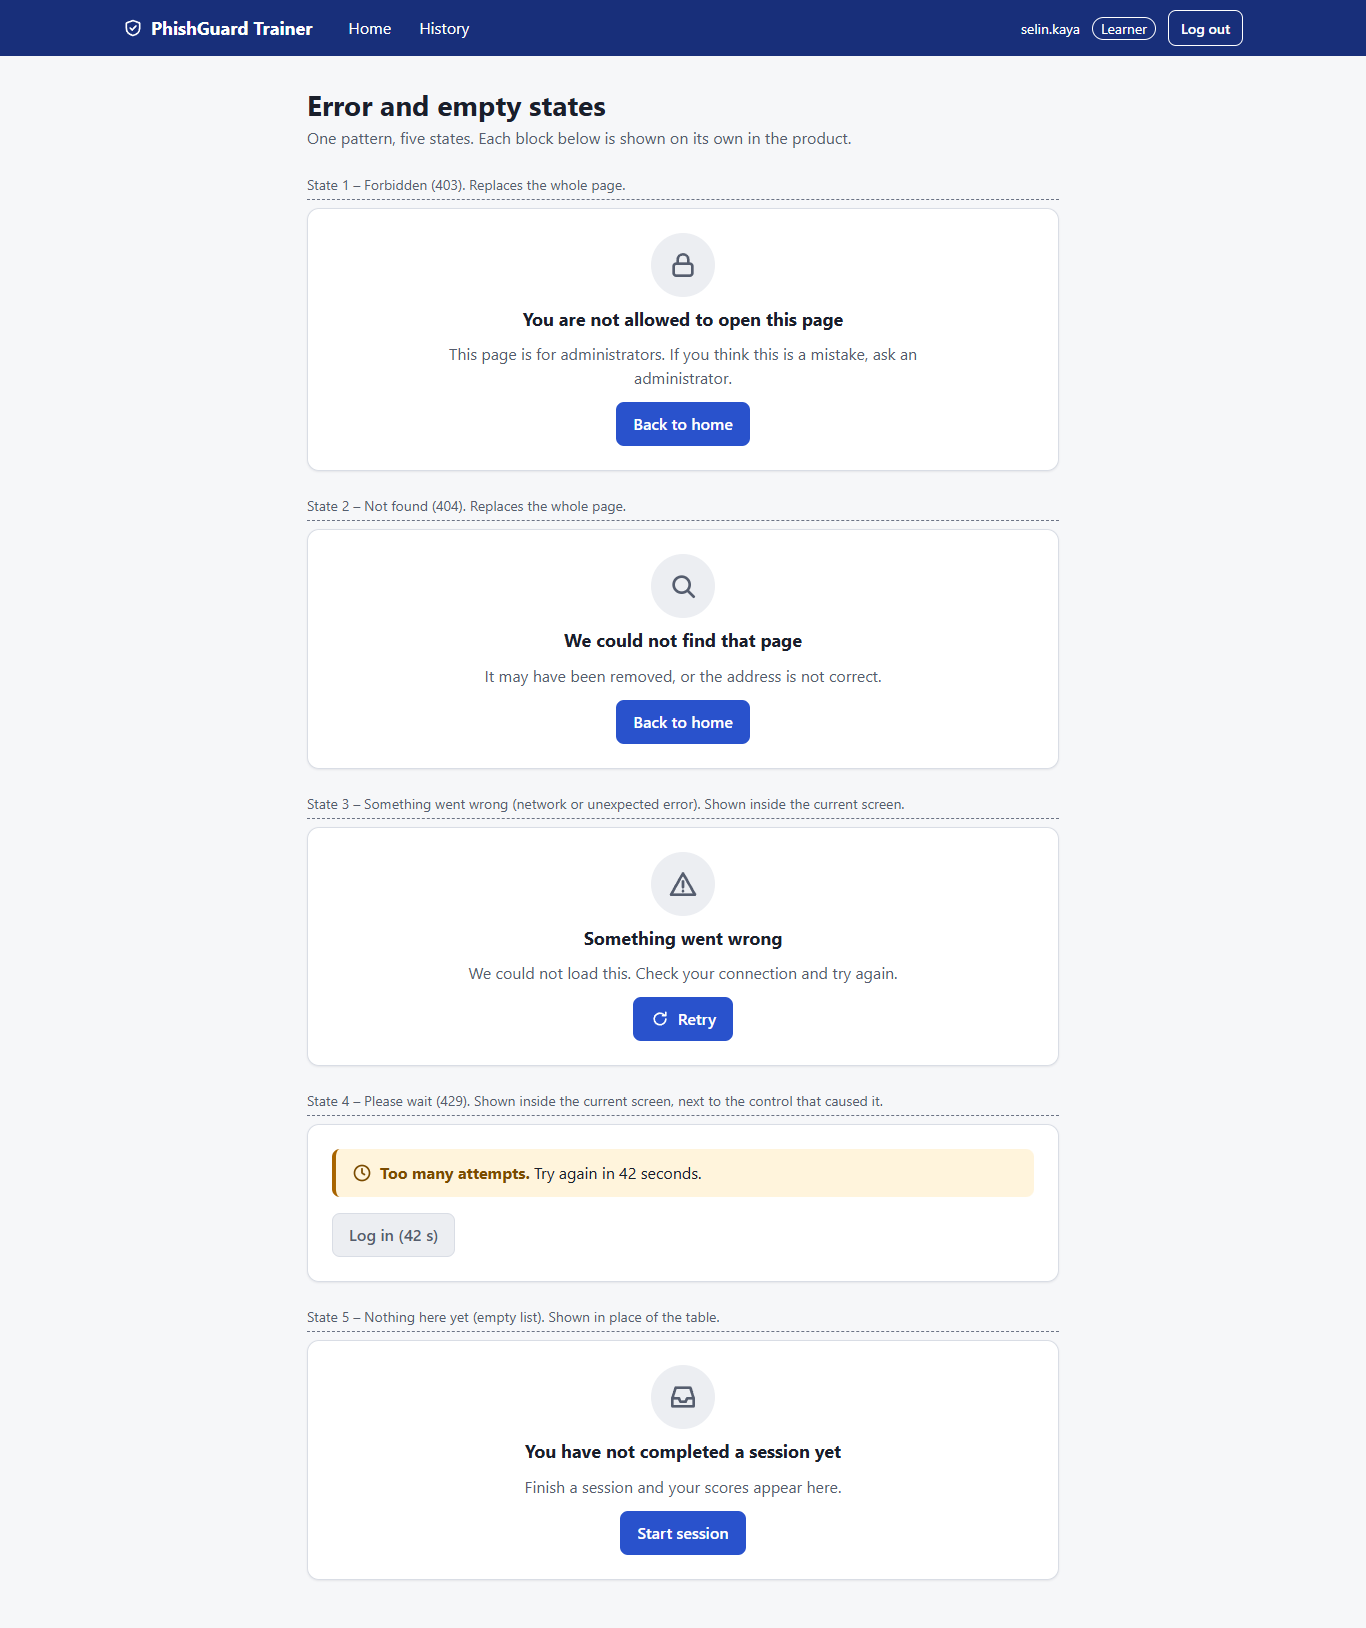 PhishGuard Trainer Home History selin.kaya Learner Log out
Error and empty states
One pattern, five states. Each block below is shown on its own in the product.
State 1 – Forbidden (403). Replaces the whole page.
You are not allowed to open this page
This page is for administrators. If you think this is a mistake, ask an
administrator.
Back to home
State 2 – Not found (404). Replaces the whole page.
We could not find that page
It may have been removed, or the address is not correct.
Back to home
State 3 – Something went wrong (network or unexpected error). Shown inside the current screen.
Something went wrong
We could not load this. Check your connection and try again.
Retry
State 4 – Please wait (429). Shown inside the current screen, next to the control that caused it.
Too many attempts. Try again in 42 seconds.
Log in (42 s)
State 5 – Nothing here yet (empty list). Shown in place of the table.
You have not completed a session yet
Finish a session and your scores appear here.
Start session